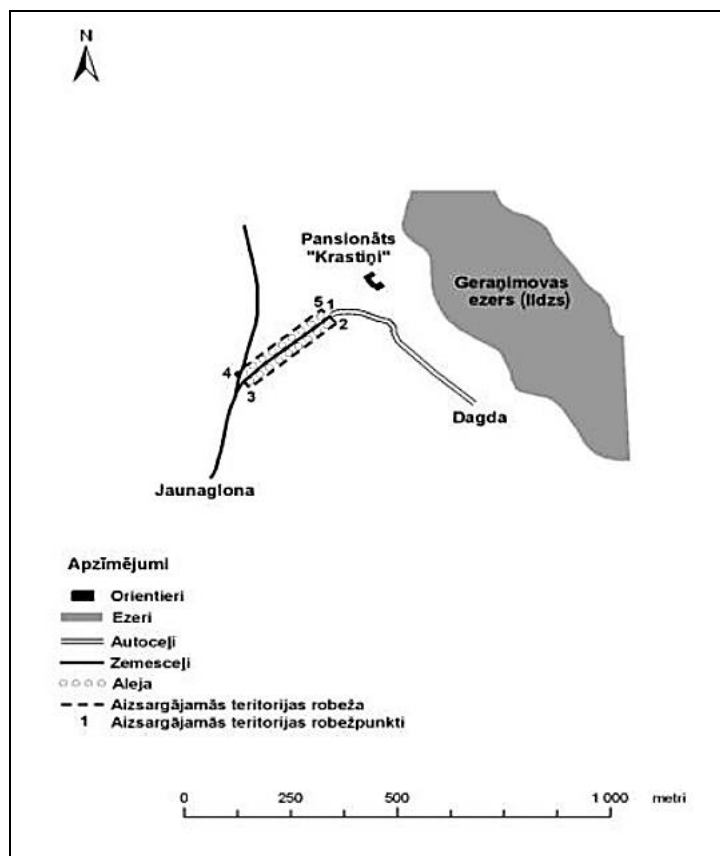 N
Pansionāts
"Krastiņi"
Geraņimovas
ezers (Ildzs)
5 1
2
4
3
Dagda
Jaunaglona
Apzīmējumi
Orientieri
Ezeri
Autoceļi
Zemesceļi
Aleja
Aizsargājamās teritorijas robeža
1 Aizsargājamās teritorijas robežpunkti
0 250 500 1 000 metri